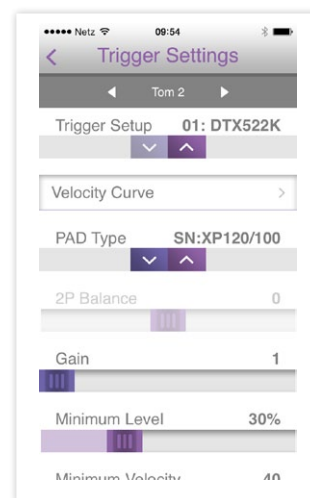 Netz 09:54
Trigger Settings
Tom 2
Trigger Setup 01: DTX522K
Velocity Curve
PAD Type SN:XP120/100
2P Balance 0
Gain 1
Minimum Level 30%
Minimum Velocity 40